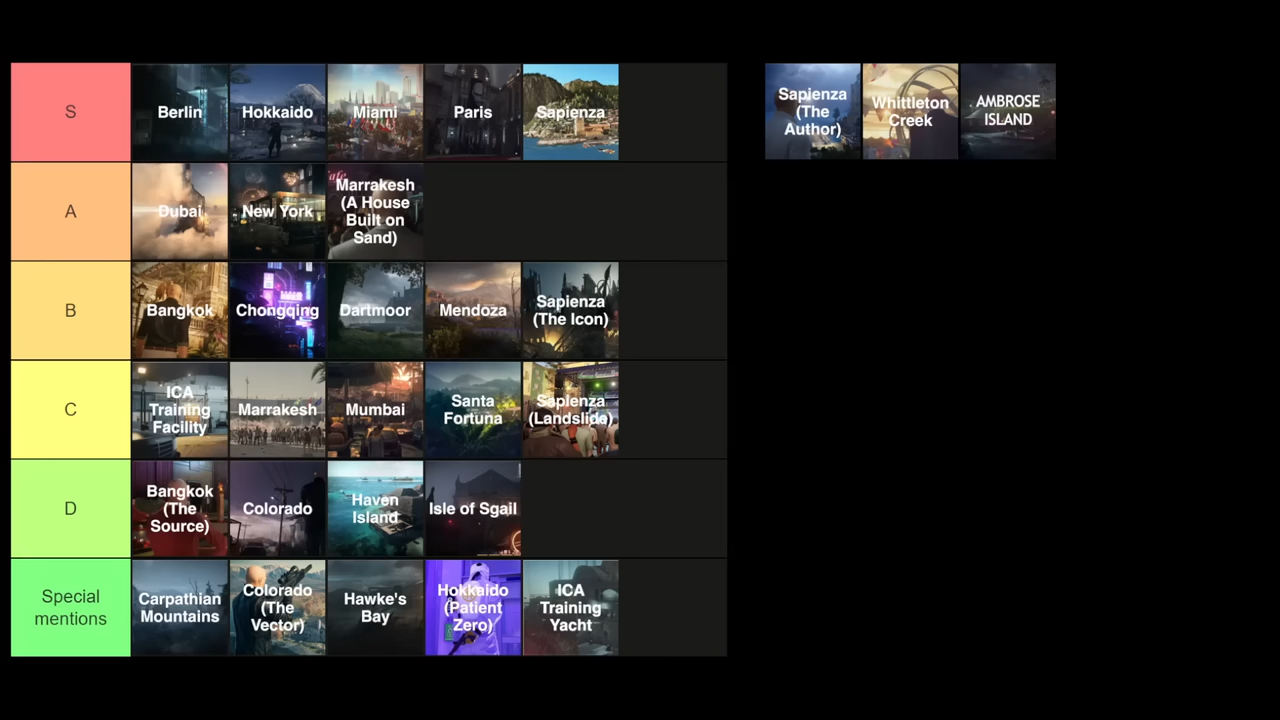 S
Berlin
Hokkaido
Miami
Paris
Sapienza
Sapienza
(The
Author)
Whittleton
Creek
AMBROSE
ISLAND
A
Dubai
New York
Marrakesh
(A House
Built on
Sand)
B
Bangkok
Chongqing
Dartmoor
Mendoza
Sapienza
(The Icon)
C
ICA
Training
Facility
Marrakesh
Mumbai
Santa
Fortuna
Sapienza
(Landslide)
D
Bangkok
(The
Source)
Colorado
Haven
Island
Isle of Sgail
Special
mentions
Carpathian
Mountains
Colorado
(The
Vector)
Hawke's
Bay
Hokkaido
(Patient
Zero)
ICA
Training
Yacht